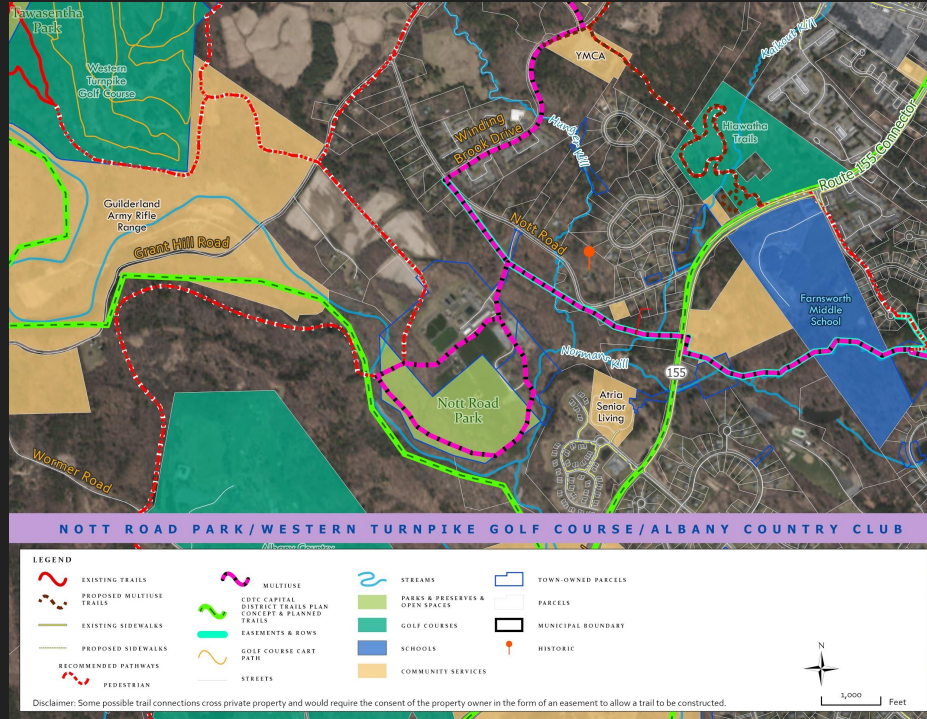 Tawasentha
Park
Western
Turnpike
Golf Course
YMCA
Kaikout Kill
Winding
Brook Drive
Hunger Kill
Hiawatha
Trails
Route 155 connector
Guilderland
Army Rifle
Range
Grant Hill Road
Nott Road
Farnsworth
Middle
School
Normans Kill
155
Nott Road
Park
Atria
Senior
Living
Wormer Road
NOTT ROAD PARK/WESTERN TURNPIKE GOLF COURSE/ALBANY COUNTRY CLUB
Albany Country
LEGEND
EXISTING TRAILS
PROPOSED MULTIUSE
TRAILS
EXISTING SIDEWALKS
PROPOSED SIDEWALKS
RECOMMENDED PATHWAYS
PEDESTRIAN
MULTIUSE
CDTC CAPITAL
DISTRICT TRAILS PLAN
CONCEPT & PLANNED
TRAILS
EASEMENTS & ROWS
GOLF COURSE CART
PATH
STREETS
STREAMS
PARKS & PRESERVES &
OPEN SPACES
GOLF COURSES
SCHOOLS
COMMUNITY SERVICES
TOWN-OWNED PARCELS
PARCELS
MUNICIPAL BOUNDARY
HISTORIC
N
1,000
Feet
Disclaimer: Some possible trail connections cross private property and would require the consent of the property owner in the form of an easement to allow a trail to be constructed.